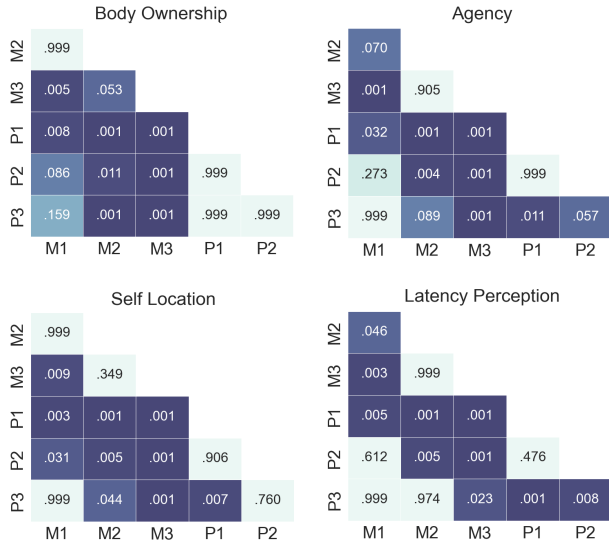 Body Ownership
M2 .999
M3 .005 .053
P1 .008 .001 .001
P2 .086 .011 .001 .999
P3 .159 .001 .001 .999 .999
M1 M2 M3 P1 P2
Agency
M2 .070
M3 .001 .905
P1 .032 .001 .001
P2 .273 .004 .001 .999
P3 .999 .089 .001 .011 .057
M1 M2 M3 P1 P2
Self Location
M2 .999
M3 .009 .349
P1 .003 .001 .001
P2 .031 .005 .001 .906
P3 .999 .044 .001 .007 .760
M1 M2 M3 P1 P2
Latency Perception
M2 .046
M3 .003 .999
P1 .005 .001 .001
P2 .612 .005 .001 .476
P3 .999 .974 .023 .001 .008
M1 M2 M3 P1 P2